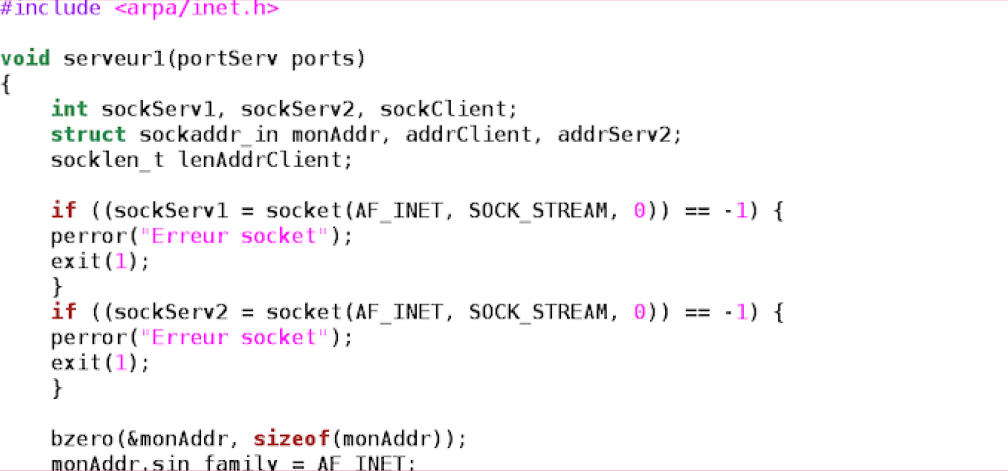 #include <arpa/inet.h>
void serveur1(portServ ports)
{
int sockServ1, sockServ2, sockClient;
struct sockaddr_in monAddr, addrClient, addrServ2;
socklen_t lenAddrClient;
if ((sockServ1 = socket(AF_INET, SOCK_STREAM, 0)) == -1) {
perror("Erreur socket");
exit(1);
}
if ((sockServ2 = socket(AF_INET, SOCK_STREAM, 0)) == -1) {
perror("Erreur socket");
exit(1);
}
bzero(&monAddr, sizeof(monAddr));
monAddr.sin_family = AF_INET;